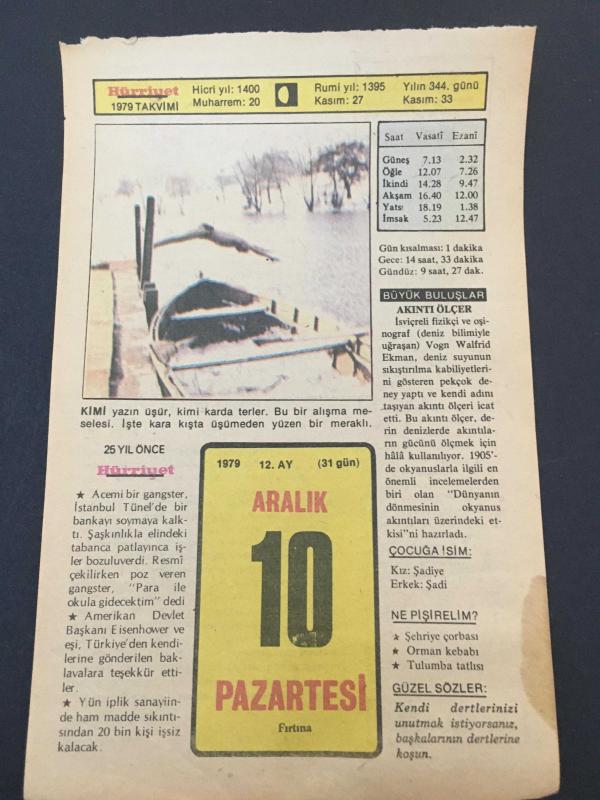 Hürriyet
1979 TAKVİMİ
Hicri yıl: 1400
Muharrem: 20
Rumi yıl: 1395
Kasım: 27
Yılın 344. günü
Kasım: 33
Saat Vasatî Ezanî
Güneş 7.13 2.32
Öğle 12.07 7.26
İkindi 14.28 9.47
Akşam 16.40 12.00
Yatsı 18.19 1.38
İmsak 5.23 12.47
Gün kısalması: 1 dakika
Gece: 14 saat, 33 dakika
Gündüz: 9 saat, 27 dak.
KİMİ yazın üşür, kimi karda terler. Bu bir alışma me-
selesi. İşte kara kışta üşümeden yüzen bir meraklı.
BÜYÜK BULUŞLAR
AKINTI ÖLÇER
İsviçreli fizikçi ve oşi-
nograf (deniz bilimiyle
uğraşan) Vogn Walfrid
Ekman, deniz suyunun
sıkıştırılma kabiliyetleri-
ni gösteren pekçok de-
ney yaptı ve kendi adını
taşıyan akıntı ölçeri icat
etti. Bu akıntı ölçer, de-
rin denizlerde akıntıla-
rın gücünü ölçmek için
hâlâ kullanılıyor. 1905'-
de okyanuslarla ilgili en
önemli incelemelerden
biri olan "Dünyanın
dönmesinin okyanus
akıntıları üzerindeki et-
kisi"ni hazırladı.
25 YIL ÖNCE
Hürriyet
★ Acemi bir gangster,
İstanbul Tünel'de bir
bankayı soymaya kalk-
tı. Şaşkınlıkla elindeki
tabanca patlayınca iş-
ler bozuluverdi. Resmî
çekilirken poz veren
gangster, "Para ile
okula gidecektim" dedi
★ Amerikan Devlet
Başkanı Eisenhower ve
eşi, Türkiye'den kendi-
lerine gönderilen bak-
lavalara teşekkür etti-
ler.
★ Yün iplik sanayiin-
de ham madde sıkıntı-
sından 20 bin kişi işsiz
kalacak.
1979 12. AY (31 gün)
ARALIK
10
PAZARTESİ
Fırtına
ÇOCUĞA İSİM:
Kız: Şadiye
Erkek: Şadi
NE PİŞİRELİM?
★ Şehriye çorbası
★ Orman kebabı
★ Tulumba tatlısı
GÜZEL SÖZLER:
Kendi dertlerinizi
unutmak istiyorsanız,
başkalarının dertlerine
koşun.